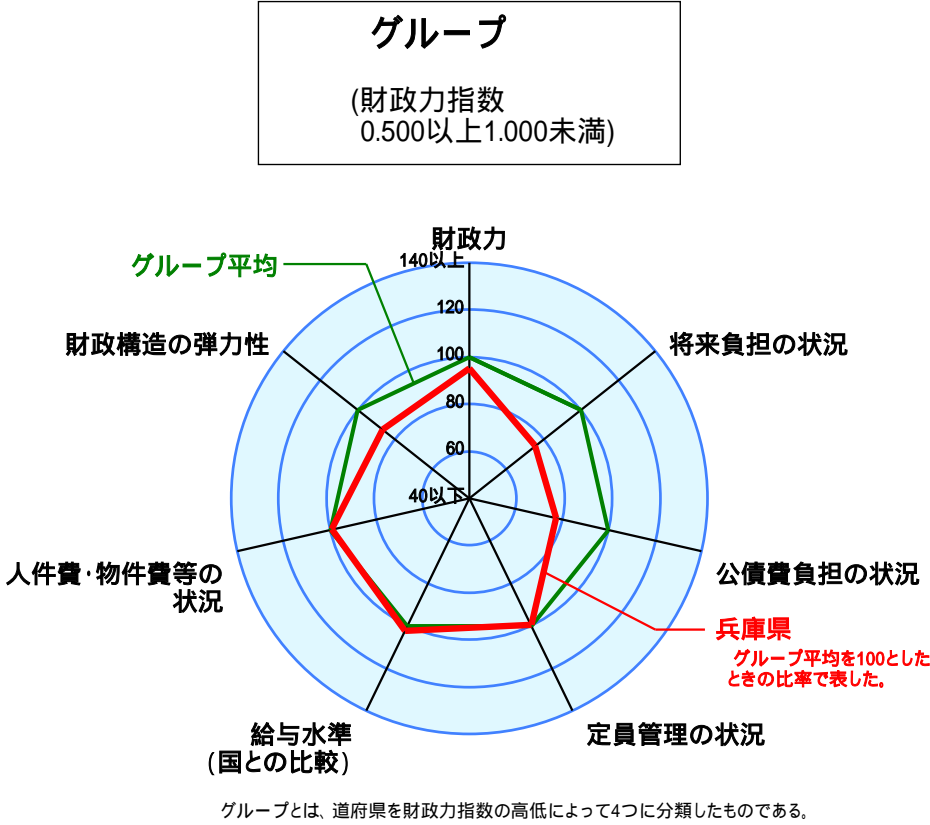 グループ
(財政力指数
0.500以上1.000未満)
財政力
グループ平均
140以上
120
100
80
60
40以下
財政構造の弾力性
将来負担の状況
人件費・物件費等の
状況
公債費負担の状況
兵庫県
グループ平均を100とした
ときの比率で表した。
給与水準
(国との比較)
定員管理の状況
グループとは、道府県を財政力指数の高低によって4つに分類したものである。